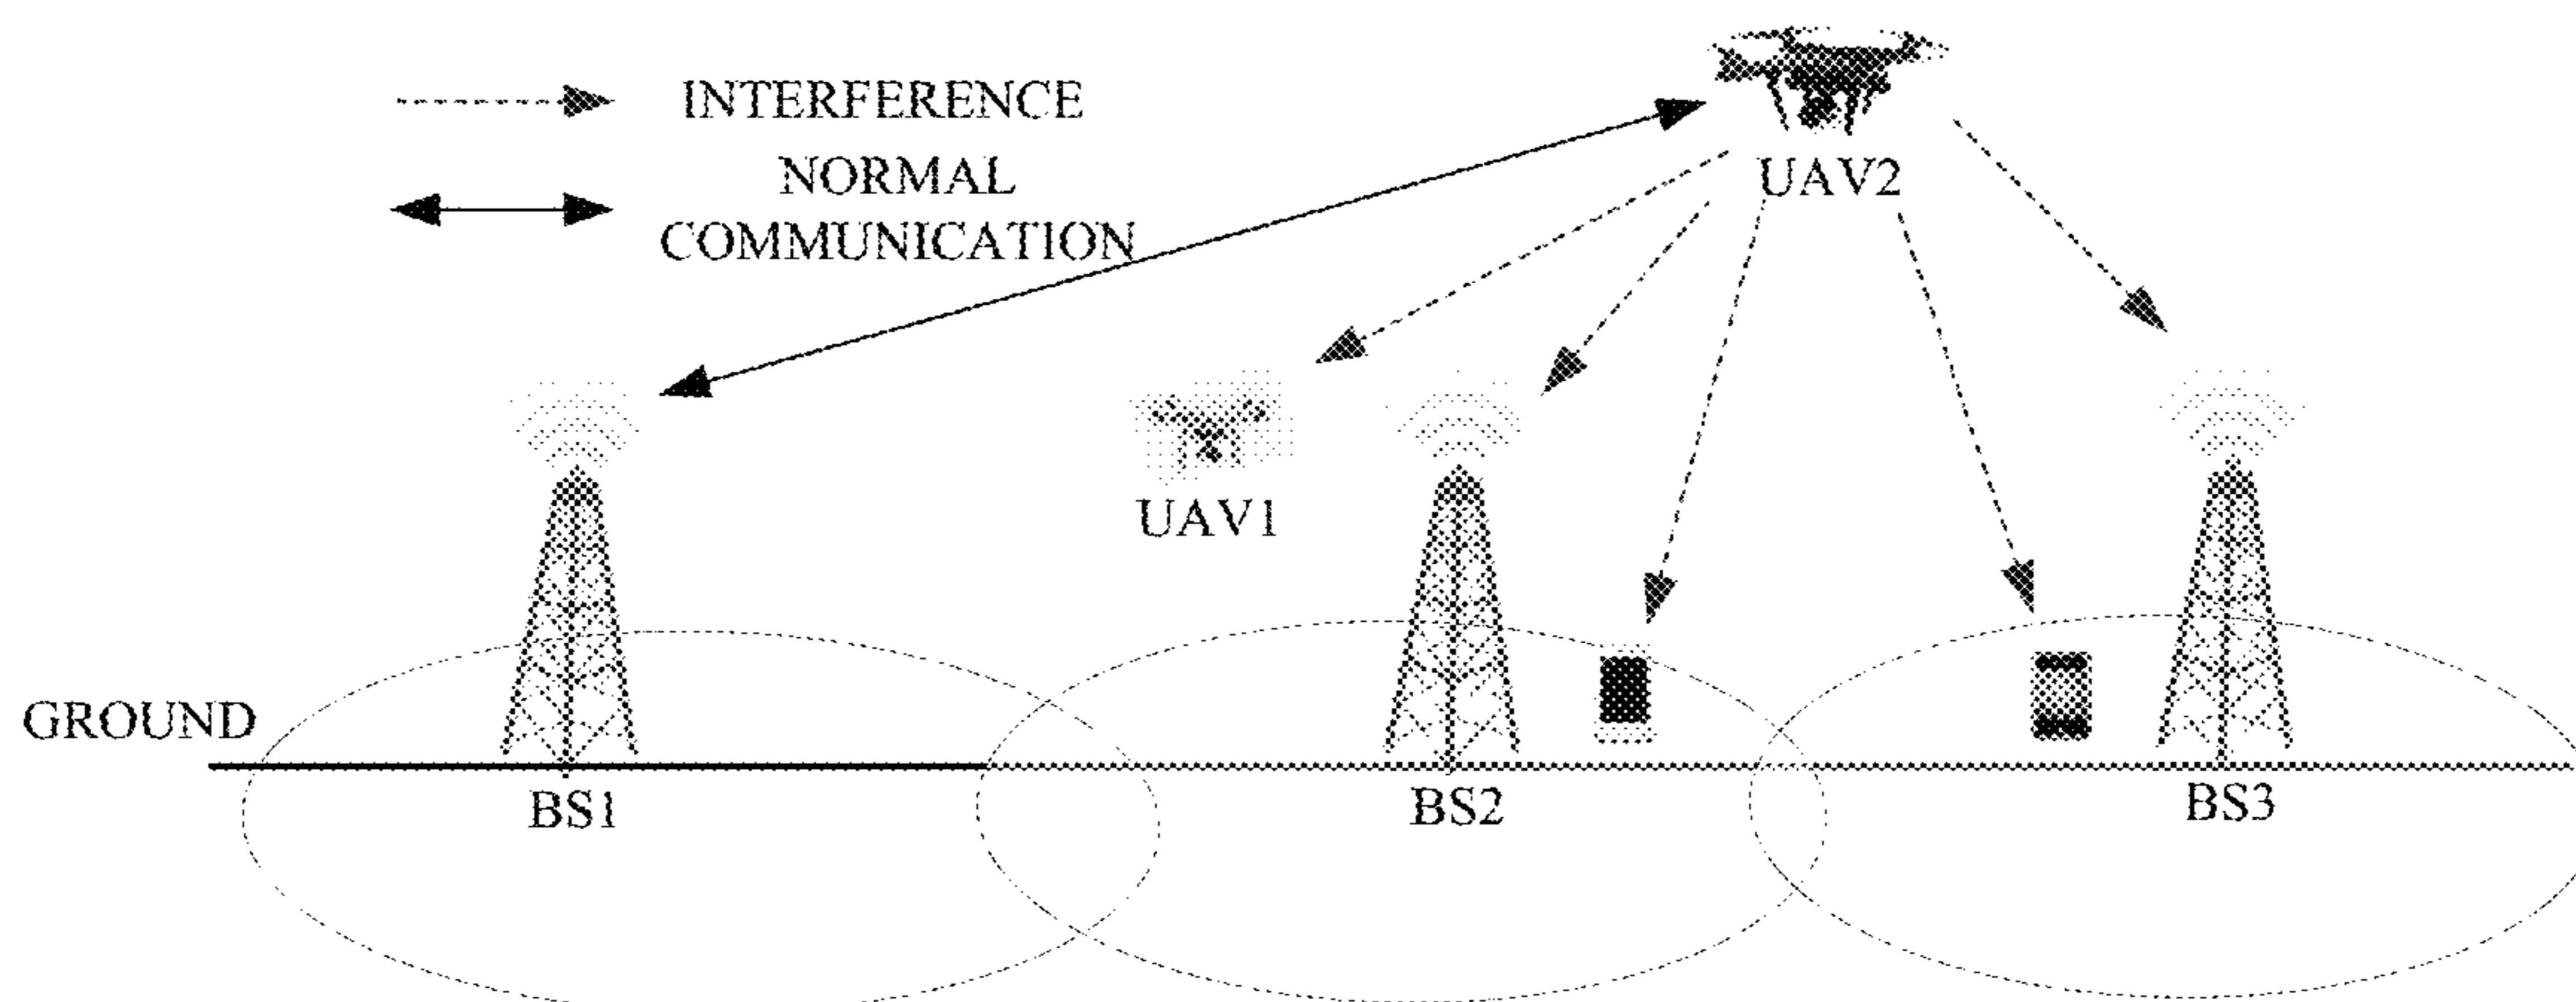 INTERFERENCE
NORMAL
COMMUNICATION
UAV2
UAV1
GROUND
BS1
BS2
BS3